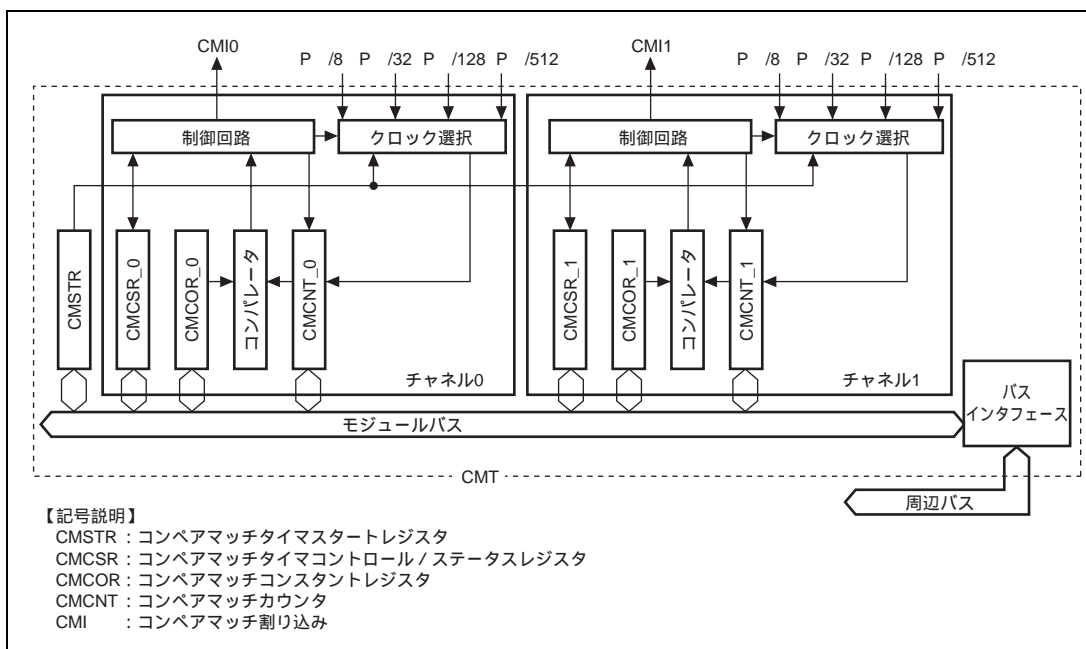 CMI0
P /8 P /32 P /128 P /512
CMI1
P /8 P /32 P /128 P /512
制御回路
クロック選択
制御回路
クロック選択
CMSTR
CMCSR_0
CMCOR_0
コンパレータ
CMCNT_0
チャネル0
CMCSR_1
CMCOR_1
コンパレータ
CMCNT_1
チャネル1
バス
インタフェース
モジュールバス
CMT
周辺バス
【記号説明】
CMSTR : コンペアマッチタイマスタートレジスタ
CMCSR : コンペアマッチタイマコントロール / ステータスレジスタ
CMCOR : コンペアマッチコンスタントレジスタ
CMCNT : コンペアマッチカウンタ
CMI : コンペアマッチ割り込み